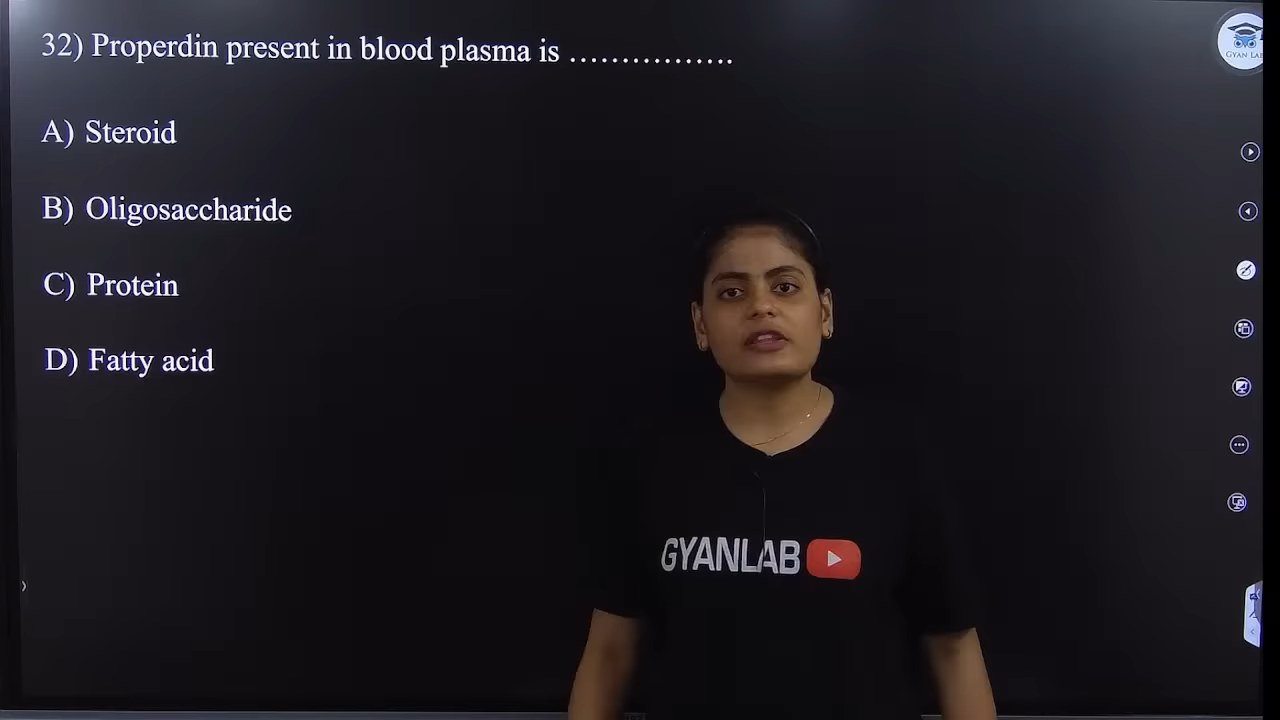 32) Properdin present in blood plasma is ................
A) Steroid
B) Oligosaccharide
C) Protein
D) Fatty acid
GYANLAB